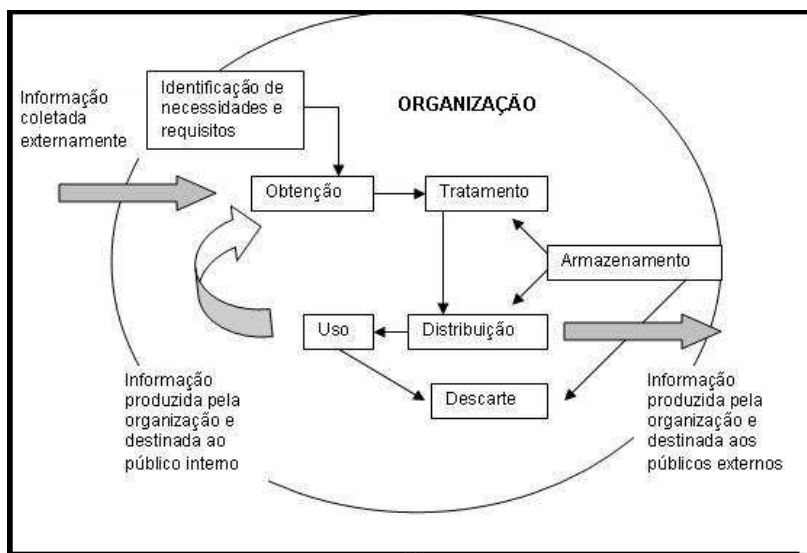 Informação
coletada
externamente
Identificação de
necessidades e
requisitos
ORGANIZAÇÃO
Obtenção
Tratamento
Armazenamento
Uso
Distribuição
Descarte
Informação
produzida pela
organização e
destinada ao
público interno
Informação
produzida pela
organização e
destinada aos
públicos externos